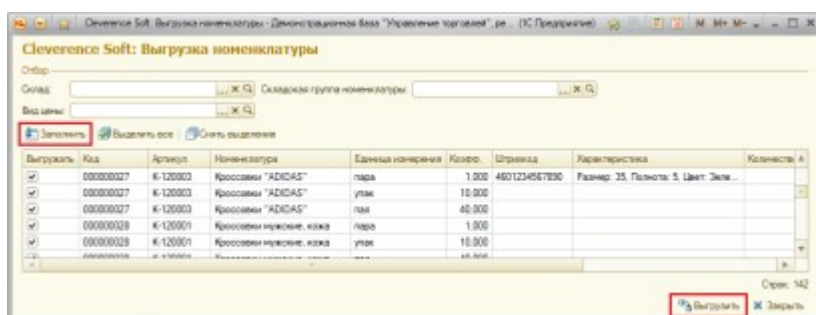 Cleverence Soft: Выгрузка номенклатуры - Демонстрационная база "Управление торговлей", ре... (1С:Предприятие) M M+ M-
Cleverence Soft: Выгрузка номенклатуры
Отбор
Склад: Складская группа номенклатуры:
Вид цены:
Заполнить Выделить все Снять выделение
Выгружать Код Артикул Номенклатура Единица измерения Коэфф. Штрихкод Характеристика Количеств
000000027 К-120003 Кроссовки "ADIDAS" пара 1,000 4601234567890 Размер: 35, Полнота: 5, Цвет: Зеле...
000000027 К-120003 Кроссовки "ADIDAS" упак 10,000
000000027 К-120003 Кроссовки "ADIDAS" пал 40,000
000000028 К-120001 Кроссовки мужские, кожа пара 1,000
000000028 К-120001 Кроссовки мужские, кожа упак 10,000
Строк: 142
Выгрузить Закрыть